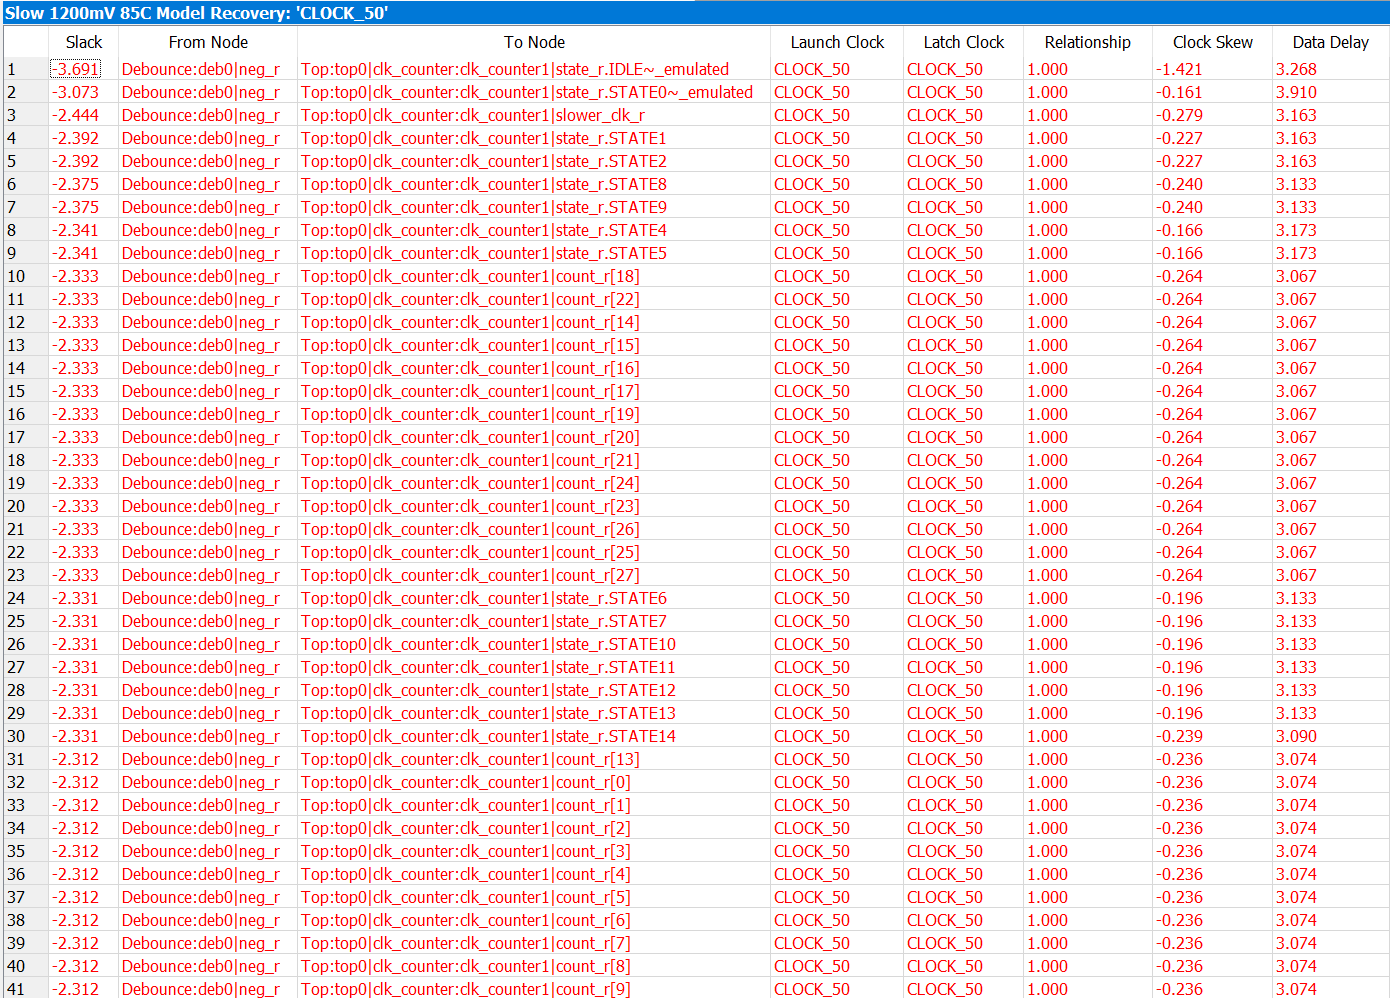 Slow 1200mV 85C Model Recovery: 'CLOCK_50'
Slack From Node To Node Launch Clock Latch Clock Relationship Clock Skew Data Delay
1 -3.691 Debounce:deb0|neg_r Top:top0|clk_counter:clk_counter1|state_r.IDLE~_emulated CLOCK_50 CLOCK_50 1.000 -1.421 3.268
2 -3.073 Debounce:deb0|neg_r Top:top0|clk_counter:clk_counter1|state_r.STATE0~_emulated CLOCK_50 CLOCK_50 1.000 -0.161 3.910
3 -2.444 Debounce:deb0|neg_r Top:top0|clk_counter:clk_counter1|slower_clk_r CLOCK_50 CLOCK_50 1.000 -0.279 3.163
4 -2.392 Debounce:deb0|neg_r Top:top0|clk_counter:clk_counter1|state_r.STATE1 CLOCK_50 CLOCK_50 1.000 -0.227 3.163
5 -2.392 Debounce:deb0|neg_r Top:top0|clk_counter:clk_counter1|state_r.STATE2 CLOCK_50 CLOCK_50 1.000 -0.227 3.163
6 -2.375 Debounce:deb0|neg_r Top:top0|clk_counter:clk_counter1|state_r.STATE8 CLOCK_50 CLOCK_50 1.000 -0.240 3.133
7 -2.375 Debounce:deb0|neg_r Top:top0|clk_counter:clk_counter1|state_r.STATE9 CLOCK_50 CLOCK_50 1.000 -0.240 3.133
8 -2.341 Debounce:deb0|neg_r Top:top0|clk_counter:clk_counter1|state_r.STATE4 CLOCK_50 CLOCK_50 1.000 -0.166 3.173
9 -2.341 Debounce:deb0|neg_r Top:top0|clk_counter:clk_counter1|state_r.STATE5 CLOCK_50 CLOCK_50 1.000 -0.166 3.173
10 -2.333 Debounce:deb0|neg_r Top:top0|clk_counter:clk_counter1|count_r[18] CLOCK_50 CLOCK_50 1.000 -0.264 3.067
11 -2.333 Debounce:deb0|neg_r Top:top0|clk_counter:clk_counter1|count_r[22] CLOCK_50 CLOCK_50 1.000 -0.264 3.067
12 -2.333 Debounce:deb0|neg_r Top:top0|clk_counter:clk_counter1|count_r[14] CLOCK_50 CLOCK_50 1.000 -0.264 3.067
13 -2.333 Debounce:deb0|neg_r Top:top0|clk_counter:clk_counter1|count_r[15] CLOCK_50 CLOCK_50 1.000 -0.264 3.067
14 -2.333 Debounce:deb0|neg_r Top:top0|clk_counter:clk_counter1|count_r[16] CLOCK_50 CLOCK_50 1.000 -0.264 3.067
15 -2.333 Debounce:deb0|neg_r Top:top0|clk_counter:clk_counter1|count_r[17] CLOCK_50 CLOCK_50 1.000 -0.264 3.067
16 -2.333 Debounce:deb0|neg_r Top:top0|clk_counter:clk_counter1|count_r[19] CLOCK_50 CLOCK_50 1.000 -0.264 3.067
17 -2.333 Debounce:deb0|neg_r Top:top0|clk_counter:clk_counter1|count_r[20] CLOCK_50 CLOCK_50 1.000 -0.264 3.067
18 -2.333 Debounce:deb0|neg_r Top:top0|clk_counter:clk_counter1|count_r[21] CLOCK_50 CLOCK_50 1.000 -0.264 3.067
19 -2.333 Debounce:deb0|neg_r Top:top0|clk_counter:clk_counter1|count_r[24] CLOCK_50 CLOCK_50 1.000 -0.264 3.067
20 -2.333 Debounce:deb0|neg_r Top:top0|clk_counter:clk_counter1|count_r[23] CLOCK_50 CLOCK_50 1.000 -0.264 3.067
21 -2.333 Debounce:deb0|neg_r Top:top0|clk_counter:clk_counter1|count_r[26] CLOCK_50 CLOCK_50 1.000 -0.264 3.067
22 -2.333 Debounce:deb0|neg_r Top:top0|clk_counter:clk_counter1|count_r[25] CLOCK_50 CLOCK_50 1.000 -0.264 3.067
23 -2.333 Debounce:deb0|neg_r Top:top0|clk_counter:clk_counter1|count_r[27] CLOCK_50 CLOCK_50 1.000 -0.264 3.067
24 -2.331 Debounce:deb0|neg_r Top:top0|clk_counter:clk_counter1|state_r.STATE6 CLOCK_50 CLOCK_50 1.000 -0.196 3.133
25 -2.331 Debounce:deb0|neg_r Top:top0|clk_counter:clk_counter1|state_r.STATE7 CLOCK_50 CLOCK_50 1.000 -0.196 3.133
26 -2.331 Debounce:deb0|neg_r Top:top0|clk_counter:clk_counter1|state_r.STATE10 CLOCK_50 CLOCK_50 1.000 -0.196 3.133
27 -2.331 Debounce:deb0|neg_r Top:top0|clk_counter:clk_counter1|state_r.STATE11 CLOCK_50 CLOCK_50 1.000 -0.196 3.133
28 -2.331 Debounce:deb0|neg_r Top:top0|clk_counter:clk_counter1|state_r.STATE12 CLOCK_50 CLOCK_50 1.000 -0.196 3.133
29 -2.331 Debounce:deb0|neg_r Top:top0|clk_counter:clk_counter1|state_r.STATE13 CLOCK_50 CLOCK_50 1.000 -0.196 3.133
30 -2.331 Debounce:deb0|neg_r Top:top0|clk_counter:clk_counter1|state_r.STATE14 CLOCK_50 CLOCK_50 1.000 -0.239 3.090
31 -2.312 Debounce:deb0|neg_r Top:top0|clk_counter:clk_counter1|count_r[13] CLOCK_50 CLOCK_50 1.000 -0.236 3.074
32 -2.312 Debounce:deb0|neg_r Top:top0|clk_counter:clk_counter1|count_r[0] CLOCK_50 CLOCK_50 1.000 -0.236 3.074
33 -2.312 Debounce:deb0|neg_r Top:top0|clk_counter:clk_counter1|count_r[1] CLOCK_50 CLOCK_50 1.000 -0.236 3.074
34 -2.312 Debounce:deb0|neg_r Top:top0|clk_counter:clk_counter1|count_r[2] CLOCK_50 CLOCK_50 1.000 -0.236 3.074
35 -2.312 Debounce:deb0|neg_r Top:top0|clk_counter:clk_counter1|count_r[3] CLOCK_50 CLOCK_50 1.000 -0.236 3.074
36 -2.312 Debounce:deb0|neg_r Top:top0|clk_counter:clk_counter1|count_r[4] CLOCK_50 CLOCK_50 1.000 -0.236 3.074
37 -2.312 Debounce:deb0|neg_r Top:top0|clk_counter:clk_counter1|count_r[5] CLOCK_50 CLOCK_50 1.000 -0.236 3.074
38 -2.312 Debounce:deb0|neg_r Top:top0|clk_counter:clk_counter1|count_r[6] CLOCK_50 CLOCK_50 1.000 -0.236 3.074
39 -2.312 Debounce:deb0|neg_r Top:top0|clk_counter:clk_counter1|count_r[7] CLOCK_50 CLOCK_50 1.000 -0.236 3.074
40 -2.312 Debounce:deb0|neg_r Top:top0|clk_counter:clk_counter1|count_r[8] CLOCK_50 CLOCK_50 1.000 -0.236 3.074
41 -2.312 Debounce:deb0|neg_r Top:top0|clk_counter:clk_counter1|count_r[9] CLOCK_50 CLOCK_50 1.000 -0.236 3.074